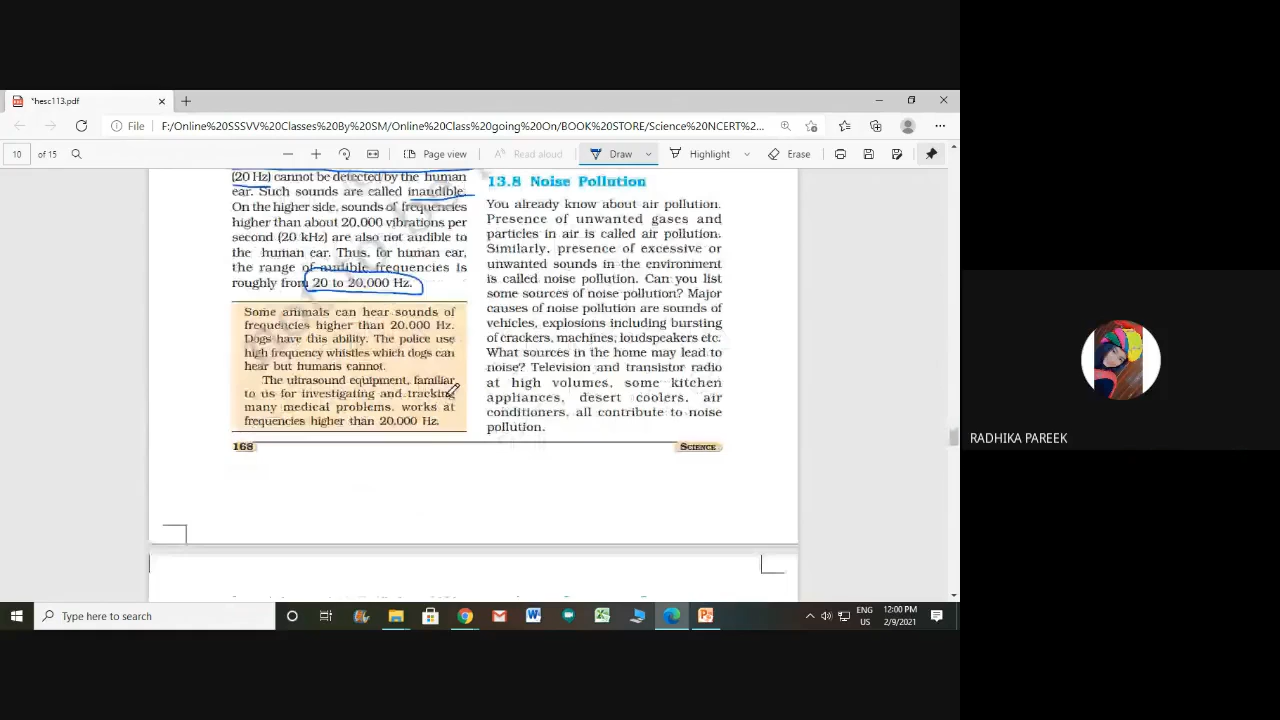 *hesc113.pdf
File
F:/Online%20SSSVV%20Classes%20By%20SM/Online%20Class%20going%20On/BOOK%20STORE/Science%20NCERT%2...
10 of 15
Page view
Read aloud
Draw
Highlight
Erase
(20 Hz) cannot be detected by the human
ear. Such sounds are called inaudible.
On the higher side, sounds of frequencies
higher than about 20,000 vibrations per
second (20 kHz) are also not audible to
the human ear. Thus, for human ear,
the range of audible frequencies is
roughly from 20 to 20,000 Hz.
Some animals can hear sounds of
frequencies higher than 20,000 Hz.
Dogs have this ability. The police use
high frequency whistles which dogs can
hear but humans cannot.
The ultrasound equipment, familiar
to us for investigating and tracking
many medical problems, works at
frequencies higher than 20,000 Hz.
168
13.8 Noise Pollution
You already know about air pollution.
Presence of unwanted gases and
particles in air is called air pollution.
Similarly, presence of excessive or
unwanted sounds in the environment
is called noise pollution. Can you list
some sources of noise pollution? Major
causes of noise pollution are sounds of
vehicles, explosions including bursting
of crackers, machines, loudspeakers etc.
What sources in the home may lead to
noise? Television and transistor radio
at high volumes, some kitchen
appliances, desert coolers, air
conditioners, all contribute to noise
pollution.
SCIENCE
RADHIKA PAREEK
Type here to search
ENG
US
12:00 PM
2/9/2021